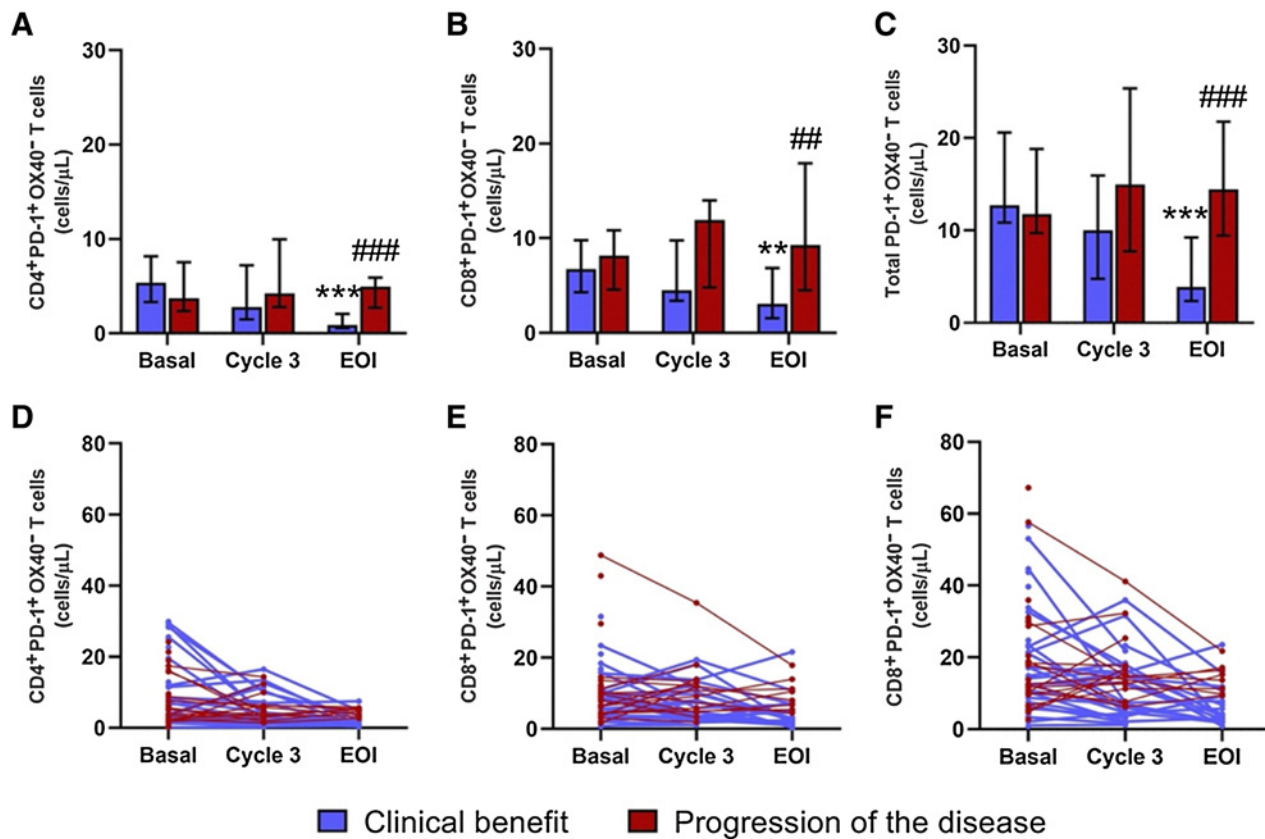 A
CD4⁺PD-1⁺OX40⁻ T cells
(cells/μL)
30
20
10
0
***
###
Basal Cycle 3 EOI
B
CD8⁺ PD-1⁺OX40⁻ T cells
(cells/μL)
30
20
10
0
**
##
Basal Cycle 3 EOI
C
Total PD-1⁺ OX40⁻ T cells
(cells/μL)
30
20
10
0
***
###
Basal Cycle 3 EOI
D
CD4⁺PD-1⁺OX40⁻ T cells
(cells/μL)
80
60
40
20
0
Basal Cycle 3 EOI
E
CD8⁺PD-1⁺OX40⁻ T cells
(cells/μL)
80
60
40
20
0
Basal Cycle 3 EOI
F
CD8⁺ PD-1⁺OX40⁻ T cells
(cells/μL)
80
60
40
20
0
Basal Cycle 3 EOI
Clinical benefit Progression of the disease